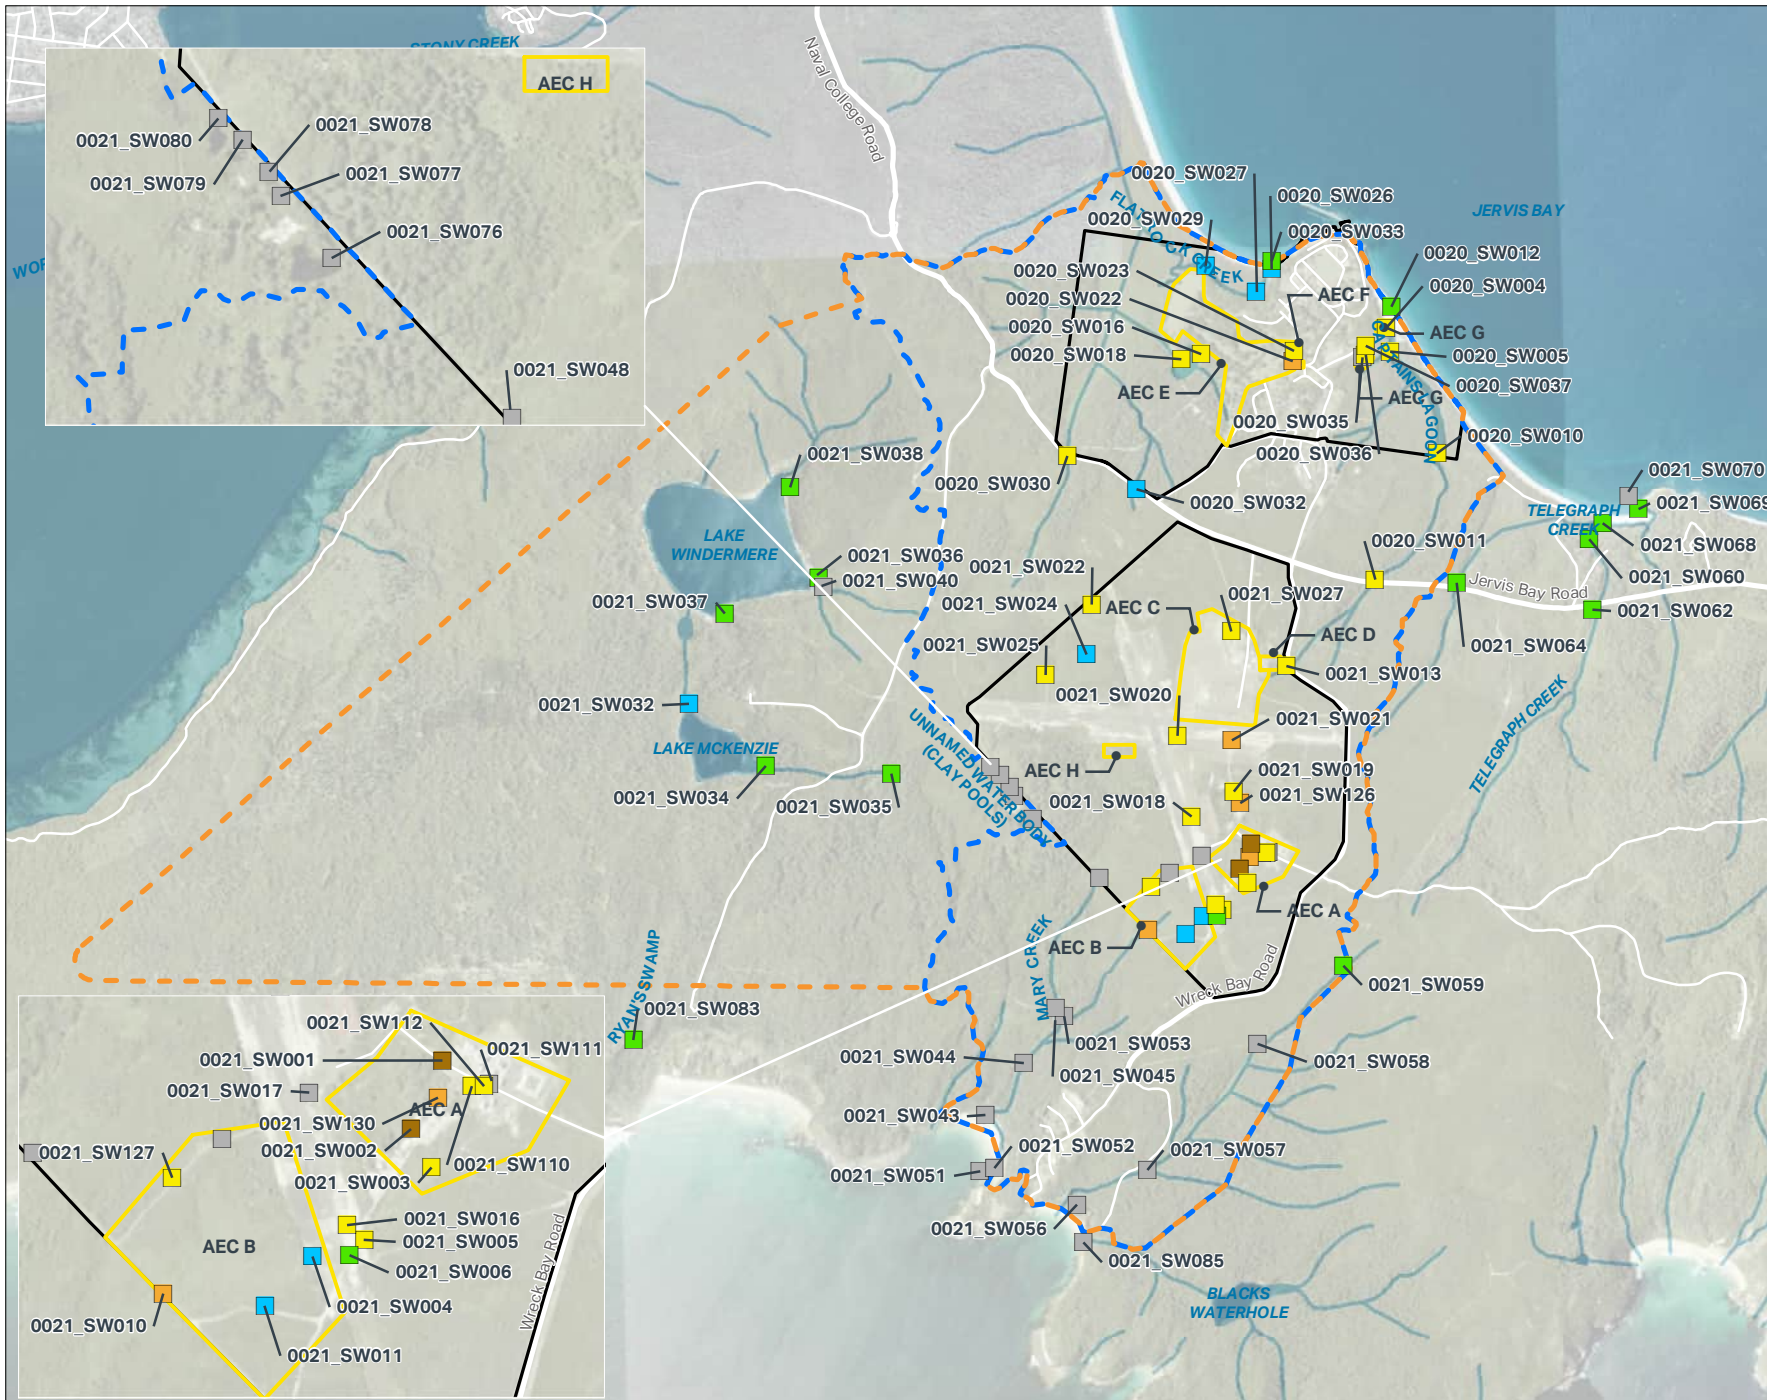 STONY CREEK
AEC H
0021_SW080
0021_SW078
0021_SW079
0021_SW077
0021_SW076
0021_SW048
Naval College Road
0020_SW027
0020_SW026
JERVIS BAY
FLAT ROCK CREEK
0020_SW029
0020_SW033
0020_SW012
0020_SW023
0020_SW004
0020_SW022
AEC F
0020_SW016
AEC G
0020_SW018
0020_SW005
AEC E
0020_SW037
AEC G
CAPTAINS LAGOON
0020_SW035
0020_SW010
0020_SW036
0020_SW030
0020_SW032
0021_SW038
0021_SW070
0021_SW069
TELEGRAPH
CREEK
0021_SW068
0021_SW060
0021_SW062
LAKE
WINDERMERE
0021_SW036
0021_SW040
0021_SW037
0020_SW011
Jervis Bay Road
0021_SW022
0021_SW024
AEC C
0021_SW027
AEC D
0021_SW064
0021_SW025
0021_SW013
0021_SW020
0021_SW032
0021_SW021
LAKE MCKENZIE
UNNAMED WATERBODY
(CLAY POOLS)
TELEGRAPH CREEK
AEC H
0021_SW019
0021_SW126
0021_SW034
0021_SW035
0021_SW018
AEC A
AEC B
MARY CREEK
Wreck Bay Road
0021_SW059
RYAN'S SWAMP
0021_SW083
0021_SW053
0021_SW044
0021_SW045
0021_SW058
0021_SW043
0021_SW052
0021_SW051
0021_SW057
0021_SW056
0021_SW085
BLACKS
WATERHOLE
0021_SW112
0021_SW001
0021_SW111
0021_SW017
AEC A
0021_SW130
0021_SW002
0021_SW127
0021_SW110
0021_SW003
0021_SW016
0021_SW005
AEC B
0021_SW006
0021_SW004
0021_SW010
0021_SW011
Wreck Bay Road